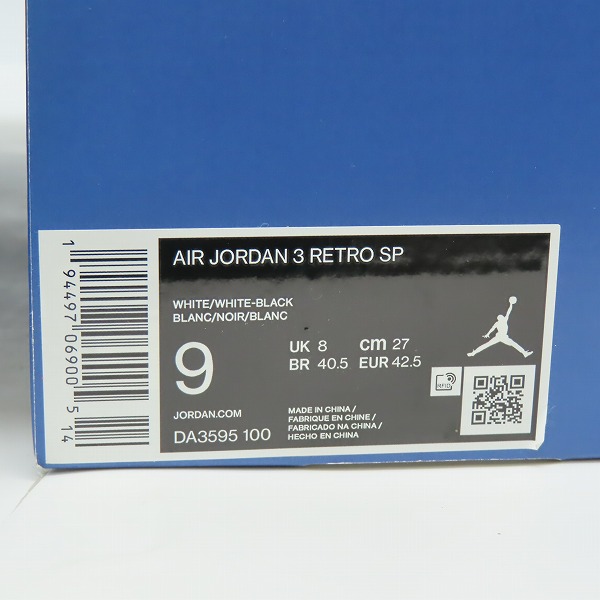 AIR JORDAN 3 RETRO SP
WHITE/WHITE-BLACK
BLANC/NOIR/BLANC
9
UK 8 cm 27
BR 40.5 EUR 42.5
JORDAN.COM
DA3595 100
MADE IN CHINA /
FABRIQUE EN CHINE /
FABRICADO NA CHINA /
HECHO EN CHINA
RFID
1 94497 06900 514